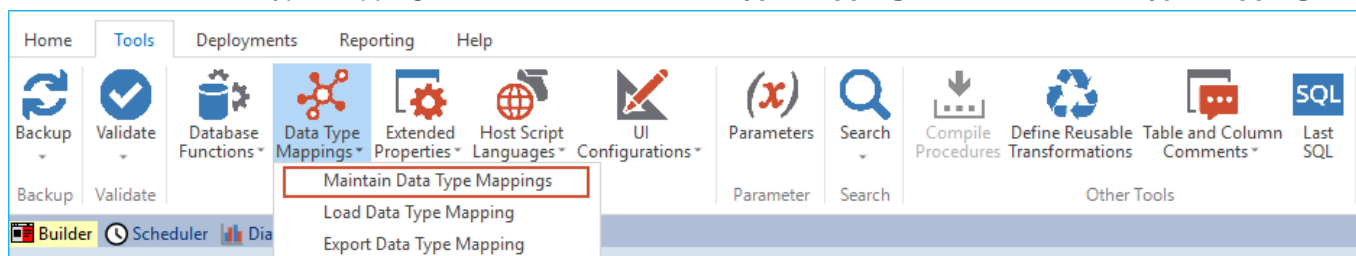 Home Tools Deployments Reporting Help
(x) SQL
Backup Validate Database Data Type Extended Host Script UI Parameters Search Compile Define Reusable Table and Column Last
Functions Mappings Properties Languages Configurations Procedures Transformations Comments SQL
Maintain Data Type Mappings
Backup Validate Parameter Search Other Tools
Load Data Type Mapping
Builder Scheduler Dia
Export Data Type Mapping